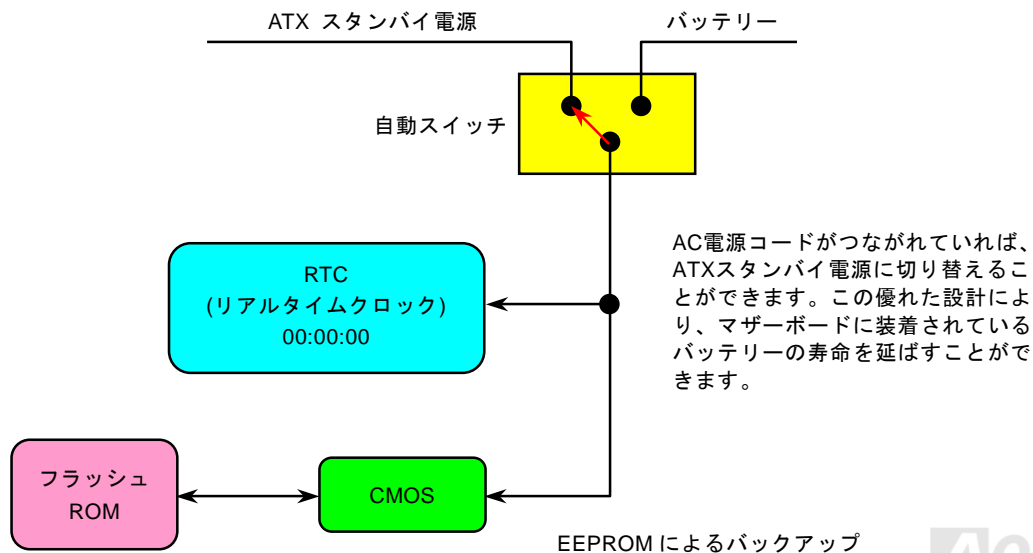 ATX スタンバイ電源
バッテリー
自動スイッチ
AC電源コードがつながれていれば、
ATXスタンバイ電源に切り替えるこ
とができます。この優れた設計によ
り、マザーボードに装着されている
バッテリーの寿命を延ばすことがで
きます。
RTC
(リアルタイムクロック)
00:00:00
フラッシュ
ROM
CMOS
EEPROM によるバックアップ